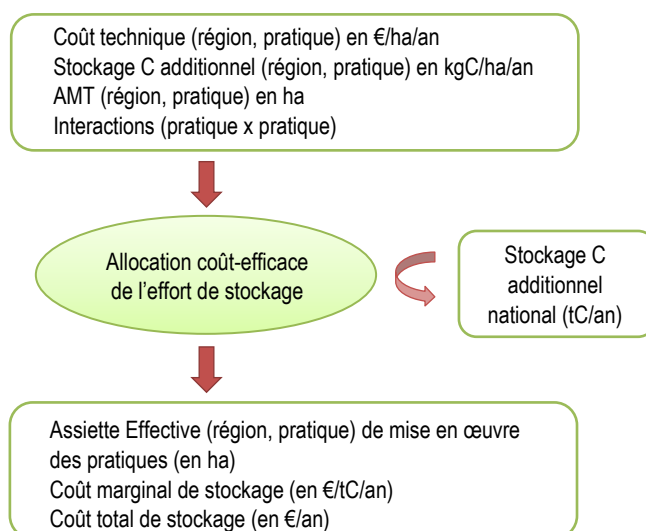 Coût technique (région, pratique) en €/ha/an
Stockage C additionnel (région, pratique) en kgC/ha/an
AMT (région, pratique) en ha
Interactions (pratique x pratique)
Allocation coût-efficace
de l'effort de stockage
Stockage C
additionnel
national (tC/an)
Assiette Effective (région, pratique) de mise en œuvre
des pratiques (en ha)
Coût marginal de stockage (en €/tC/an)
Coût total de stockage (en €/an)